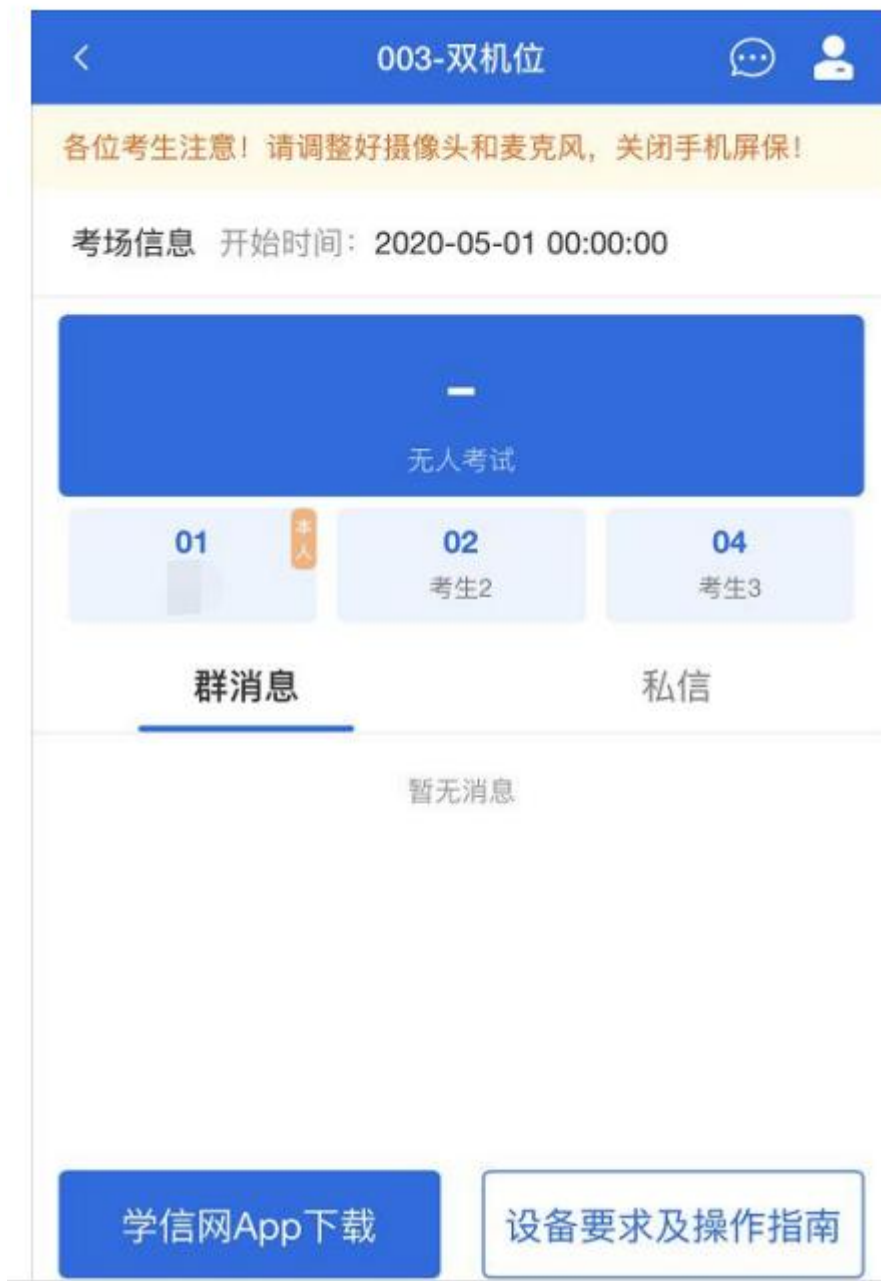 003-双机位
各位考生注意！请调整好摄像头和麦克风，关闭手机屏保！
考场信息 开始时间：2020-05-01 00:00:00
-
无人考试
01 本人 02 04
考生2 考生3
群消息 私信
暂无消息
学信网App下载 设备要求及操作指南